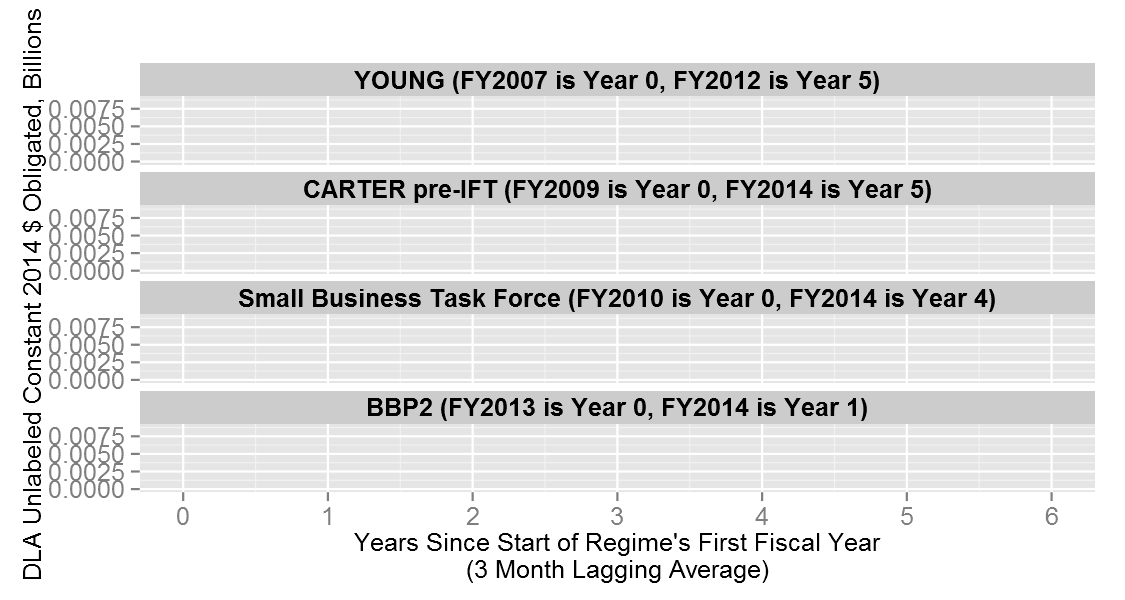 DLA Unlabeled Constant 2014 $ Obligated, Billions
YOUNG (FY2007 is Year 0, FY2012 is Year 5)
0.0075
0.0050
0.0025
0.0000
CARTER pre-IFT (FY2009 is Year 0, FY2014 is Year 5)
0.0075
0.0050
0.0025
0.0000
Small Business Task Force (FY2010 is Year 0, FY2014 is Year 4)
0.0075
0.0050
0.0025
0.0000
BBP2 (FY2013 is Year 0, FY2014 is Year 1)
0.0075
0.0050
0.0025
0.0000
0 1 2 3 4 5 6
Years Since Start of Regime's First Fiscal Year
(3 Month Lagging Average)